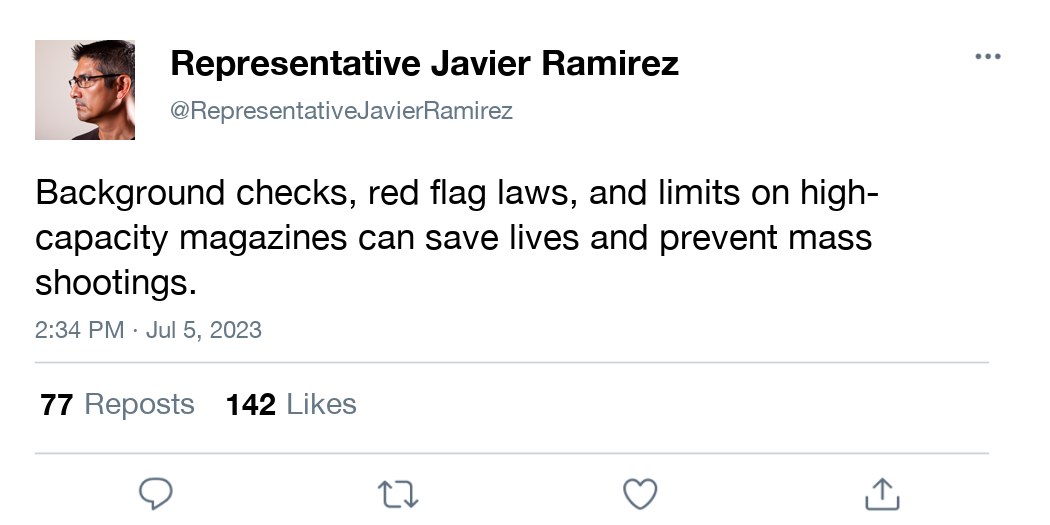 Representative Javier Ramirez
@RepresentativeJavierRamirez
Background checks, red flag laws, and limits on high-
capacity magazines can save lives and prevent mass
shootings.
2:34 PM · Jul 5, 2023
77 Reposts 142 Likes